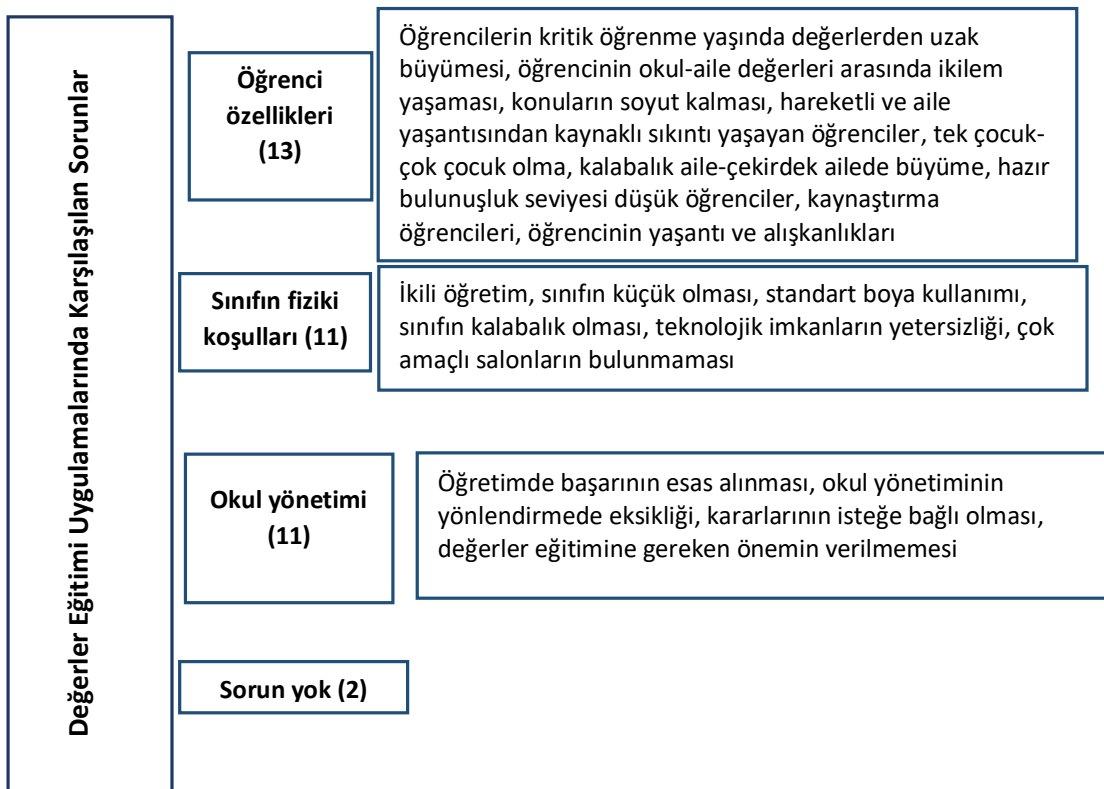 Değerler Eğitimi Uygulamalarında Karşılaşılan Sorunlar
Öğrenci
özellikleri
(13)
Öğrencilerin kritik öğrenme yaşında değerlerden uzak
büyümesi, öğrencinin okul-aile değerleri arasında ikilem
yaşaması, konuların soyut kalması, hareketli ve aile
yaşantısından kaynaklı sıkıntı yaşayan öğrenciler, tek çocuk-
çok çocuk olma, kalabalık aile-çekirdek ailede büyüme, hazır
bulunuşluk seviyesi düşük öğrenciler, kaynaştırma
öğrencileri, öğrencinin yaşantı ve alışkanlıkları
Sınıfın fiziki
koşulları (11)
İkili öğretim, sınıfın küçük olması, standart boya kullanımı,
sınıfın kalabalık olması, teknolojik imkanların yetersizliği, çok
amaçlı salonların bulunmaması
Okul yönetimi
(11)
Öğretimde başarının esas alınması, okul yönetiminin
yönlendirmede eksikliği, kararlarının isteğe bağlı olması,
değerler eğitimine gereken önemin verilmemesi
Sorun yok (2)